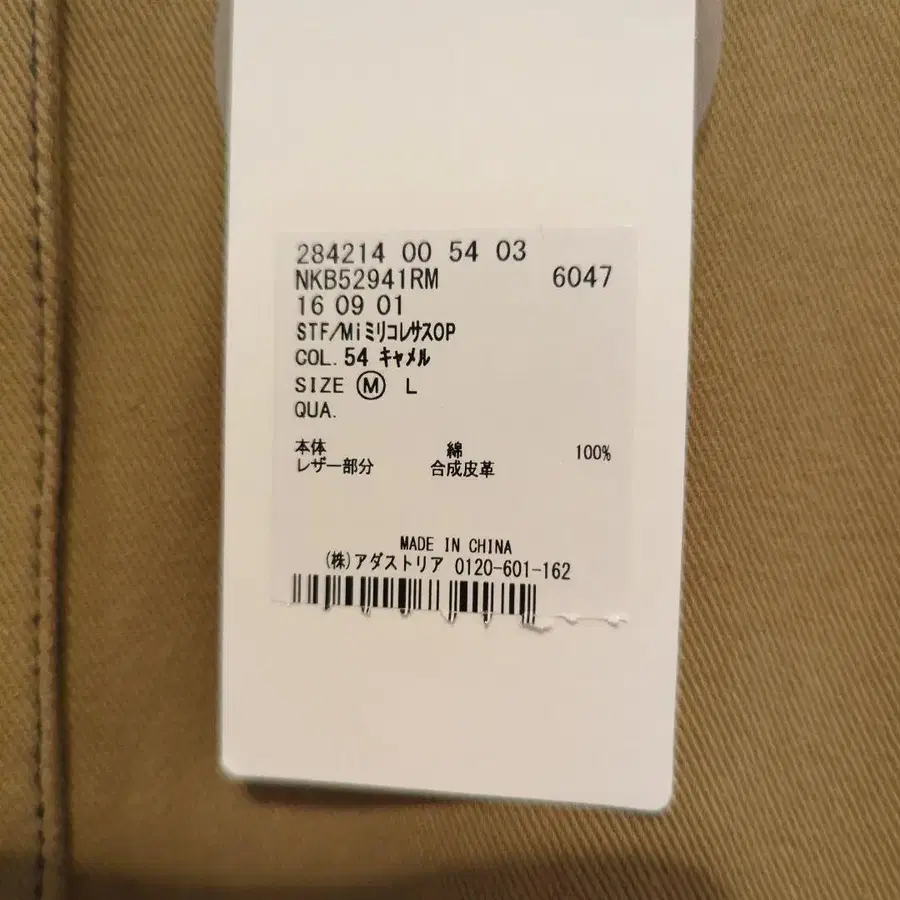 284214 00 54 03
NKB52941RM 6047
16 09 01
STF/MiミリコレサスOP
COL.54 キャメル
SIZE Ⓜ L
QUA.
本体 綿 100%
レザー部分 合成皮革
MADE IN CHINA
(株)アダストリア 0120-601-162